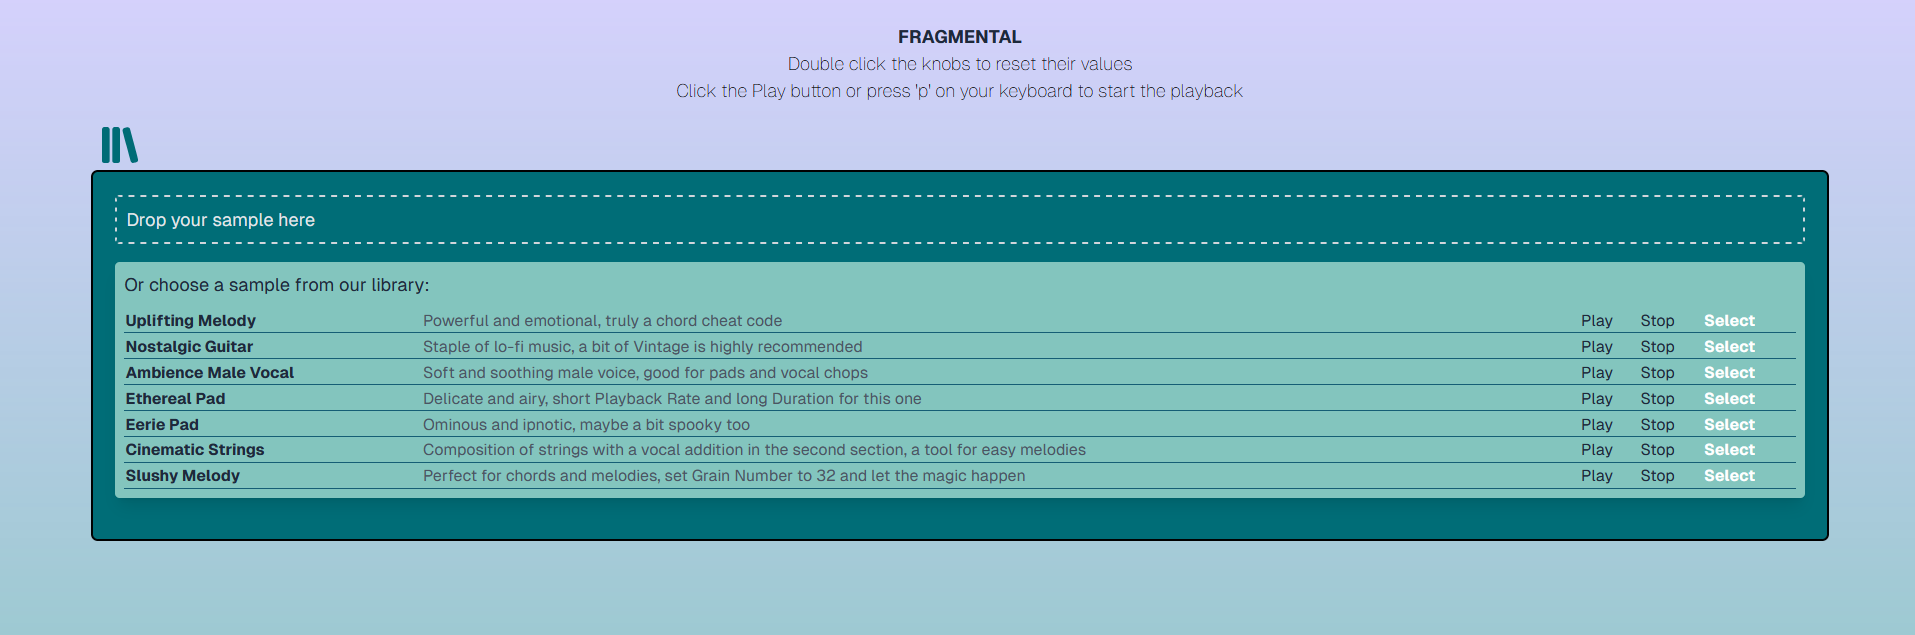 FRAGMENTAL
Double click the knobs to reset their values
Click the Play button or press 'p' on your keyboard to start the playback
Drop your sample here
Or choose a sample from our library:
Uplifting Melody Powerful and emotional, truly a chord cheat code Play Stop Select
Nostalgic Guitar Staple of lo-fi music, a bit of Vintage is highly recommended Play Stop Select
Ambience Male Vocal Soft and soothing male voice, good for pads and vocal chops Play Stop Select
Ethereal Pad Delicate and airy, short Playback Rate and long Duration for this one Play Stop Select
Eerie Pad Ominous and ipnotic, maybe a bit spooky too Play Stop Select
Cinematic Strings Composition of strings with a vocal addition in the second section, a tool for easy melodies Play Stop Select
Slushy Melody Perfect for chords and melodies, set Grain Number to 32 and let the magic happen Play Stop Select